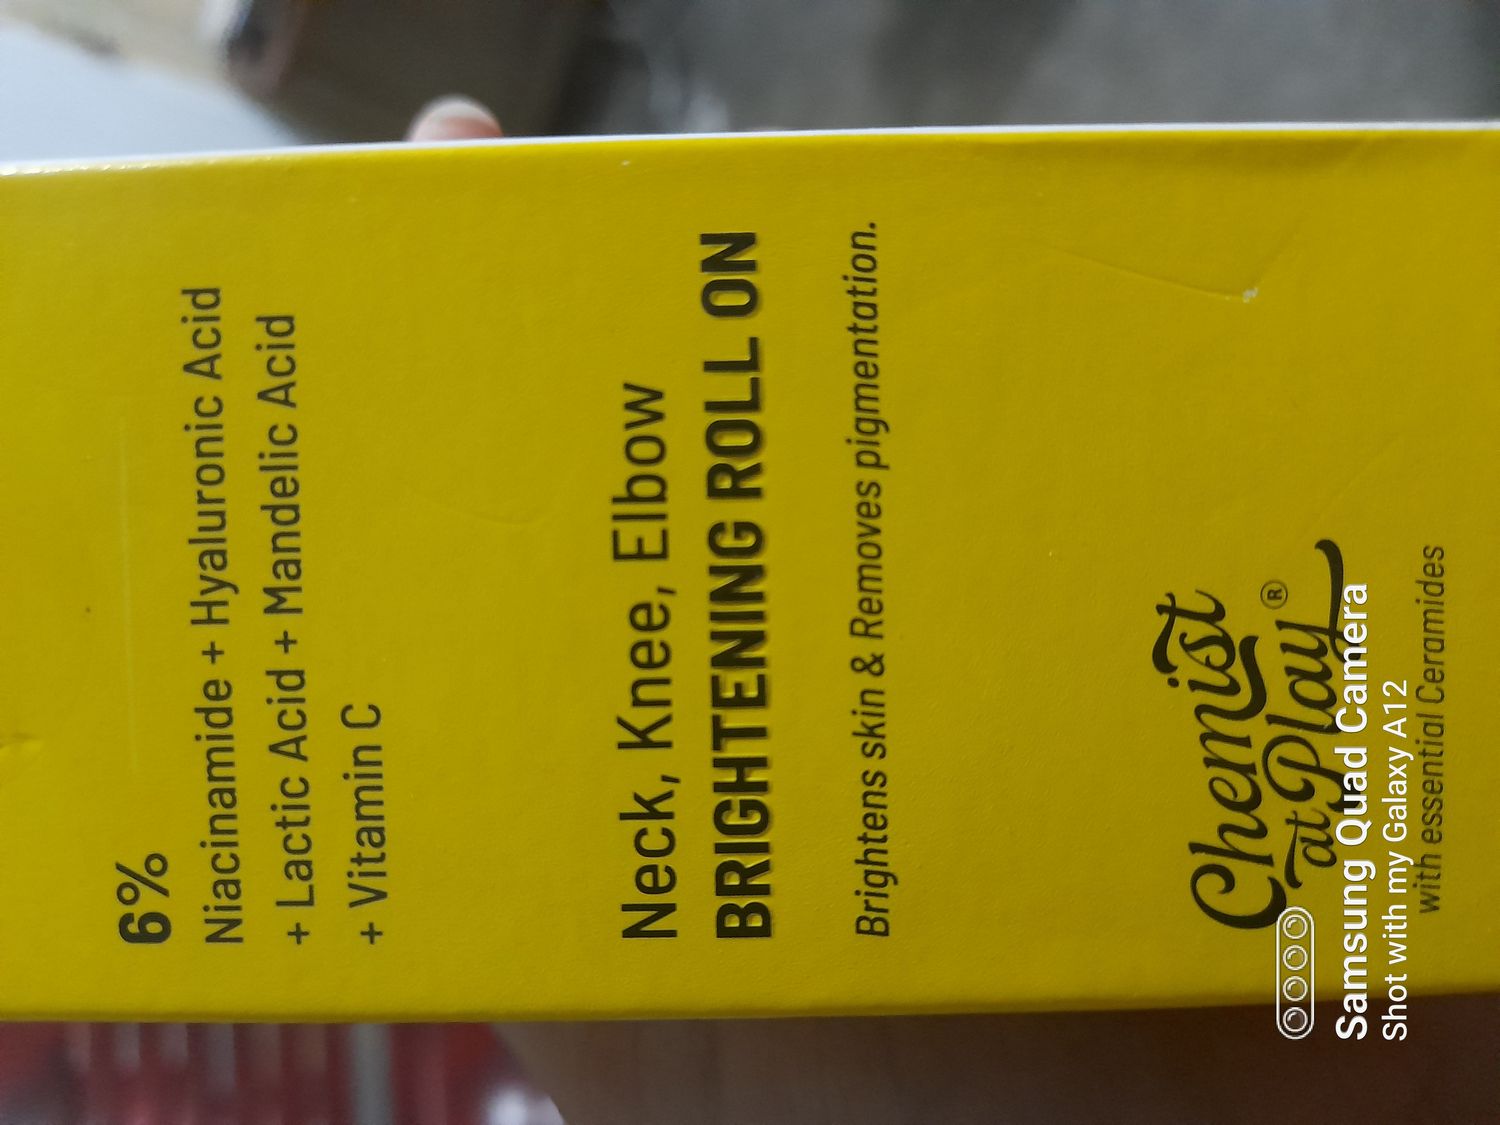 6%
Niacinamide + Hyaluronic Acid
+ Lactic Acid + Mandelic Acid
+ Vitamin C
Neck, Knee, Elbow
BRIGHTENING ROLL ON
Brightens skin & Removes pigmentation.
Chemist
at Play®
with essential Ceramides
Samsung Quad Camera
Shot with my Galaxy A12